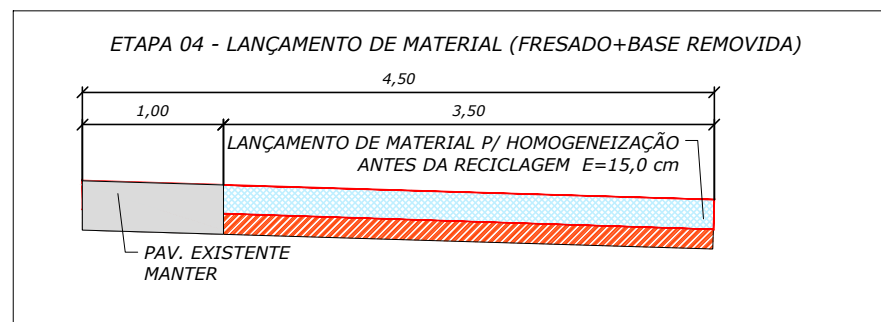 ETAPA 04 - LANÇAMENTO DE MATERIAL (FRESADO+BASE REMOVIDA)
4,50
1,00
3,50
LANÇAMENTO DE MATERIAL P/ HOMOGENEIZAÇÃO
ANTES DA RECICLAGEM E=15,0 cm
PAV. EXISTENTE
MANTER